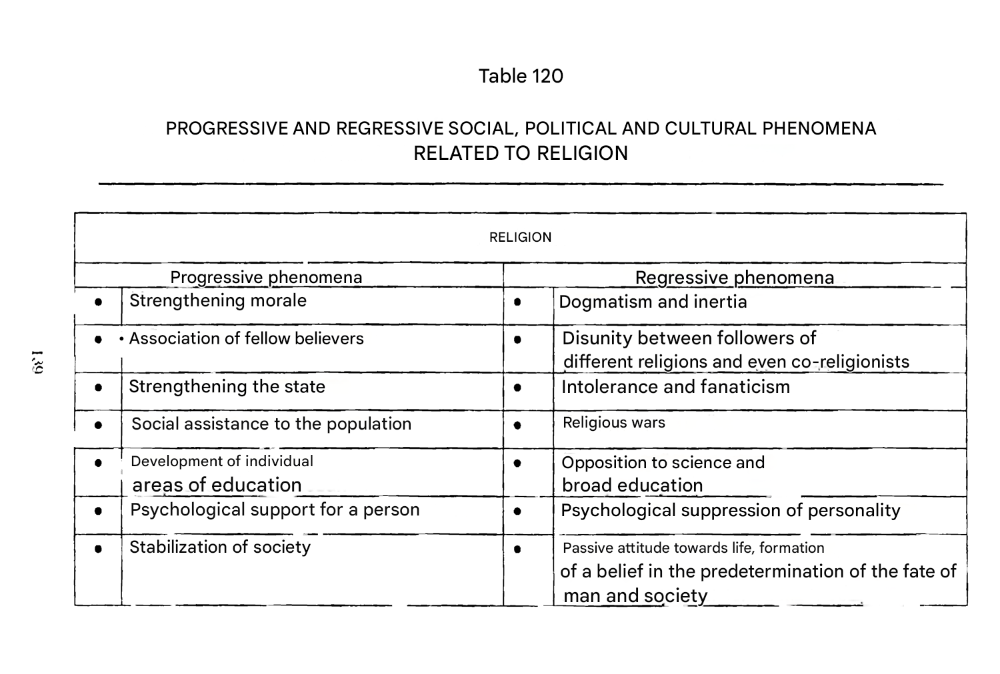 Table 120
PROGRESSIVE AND REGRESSIVE SOCIAL, POLITICAL AND CULTURAL PHENOMENA
RELATED TO RELIGION
RELIGION
Progressive phenomena
Regressive phenomena
• Strengthening morale
• Dogmatism and inertia
• • Association of fellow believers
• Disunity between followers of
different religions and even co-religionists
• Strengthening the state
• Intolerance and fanaticism
• Social assistance to the population
• Religious wars
• Development of individual
areas of education
• Opposition to science and
broad education
• Psychological support for a person
• Psychological suppression of personality
• Stabilization of society
• Passive attitude towards life, formation
of a belief in the predetermination of the fate of
man and society
139